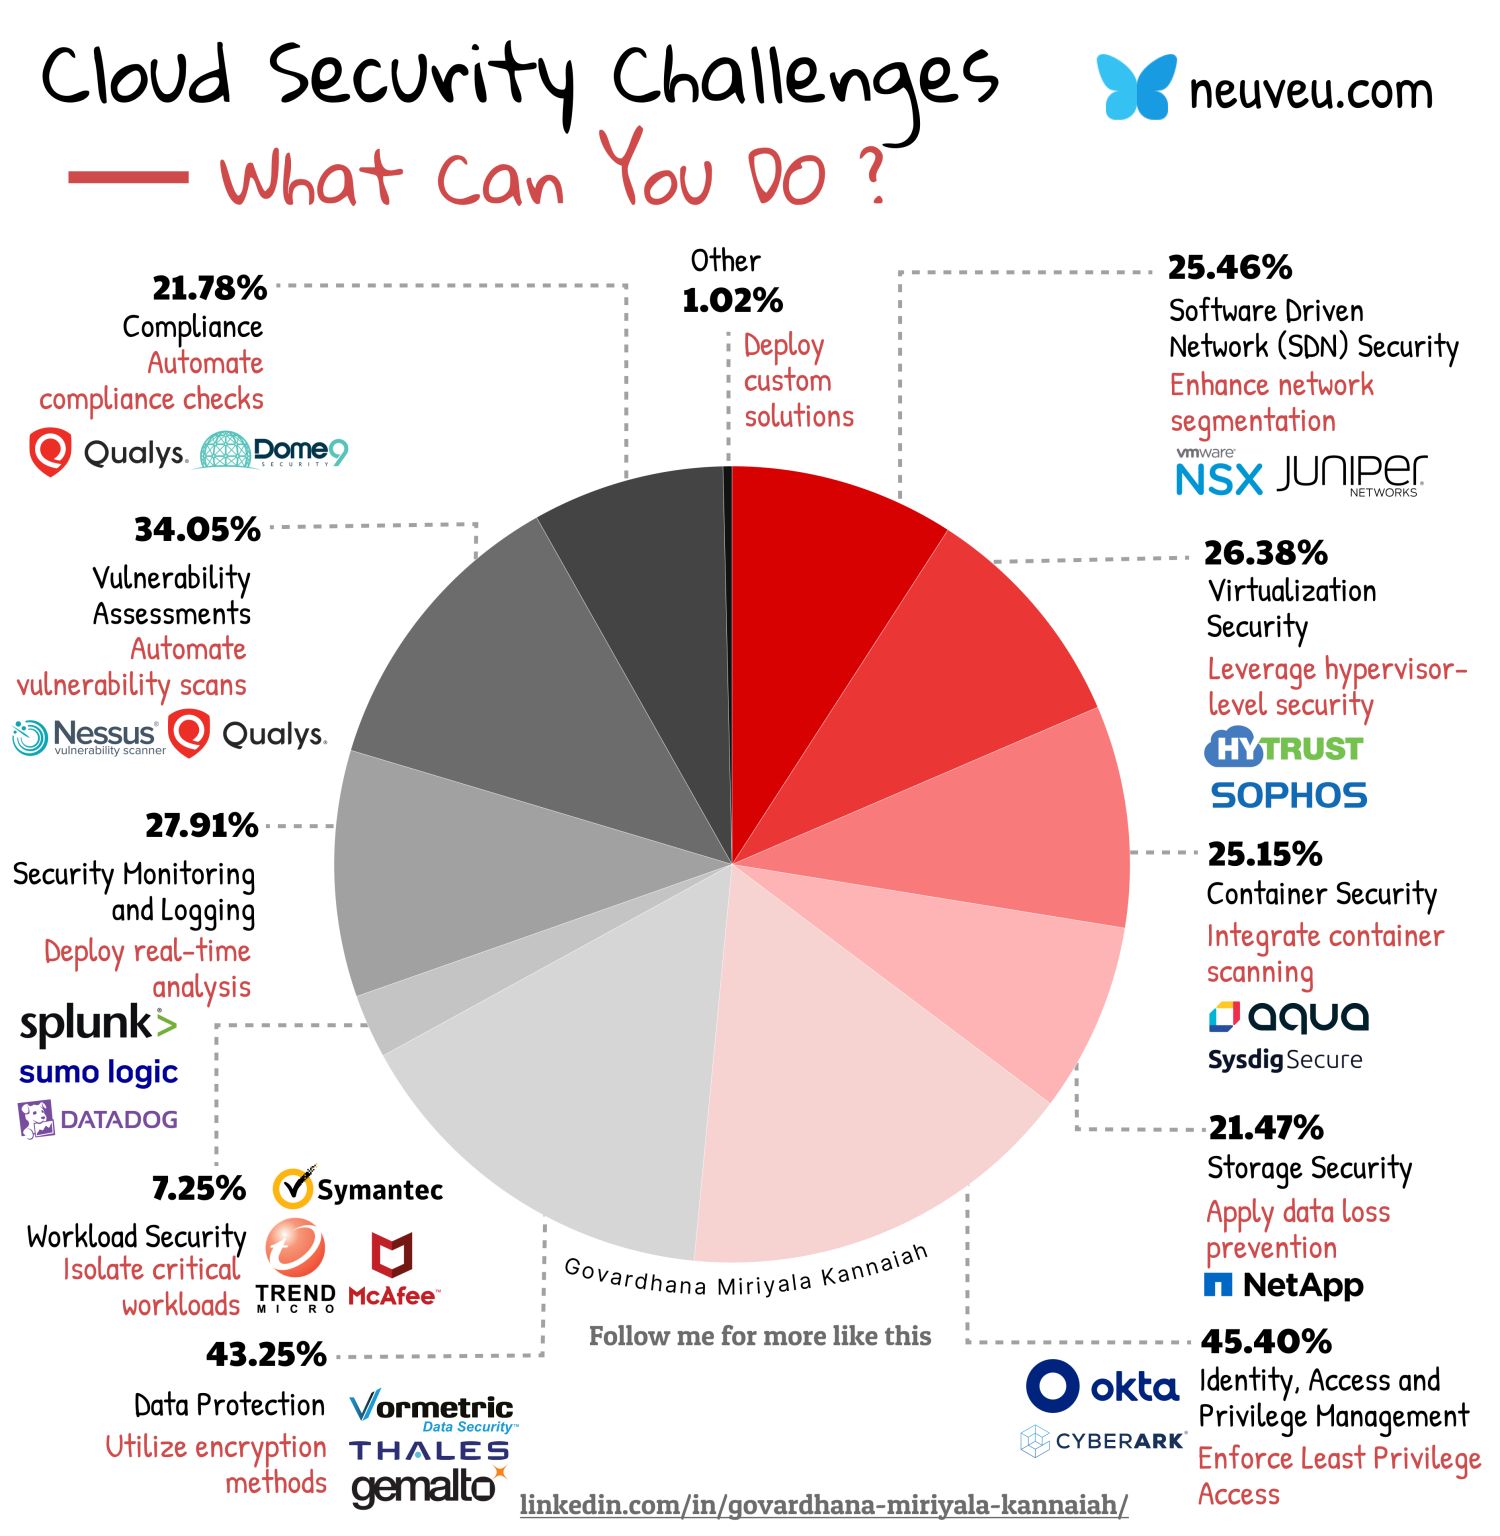 Cloud Security Challenges
What Can You Do ?
neuveu.com
Other
1.02%
Deploy
custom
solutions
25.46%
Software Driven
Network (SDN) Security
Enhance network
segmentation
vmware®
NSX
JUNIPER
NETWORKS
26.38%
Virtualization
Security
Leverage hypervisor-
level security
HYTRUST
SOPHOS
25.15%
Container Security
Integrate container
scanning
aqua
Sysdig Secure
21.47%
Storage Security
Apply data loss
prevention
NetApp
45.40%
Identity, Access and
Privilege Management
Enforce Least Privilege
Access
okta
CYBERARK®
21.78%
Compliance
Automate
compliance checks
Qualys.
Dome9
SECURITY
34.05%
Vulnerability
Assessments
Automate
vulnerability scans
Nessus®
vulnerability scanner
Qualys.
27.91%
Security Monitoring
and Logging
Deploy real-time
analysis
splunk®>
sumo logic
DATADOG
7.25%
Workload Security
Isolate critical
workloads
Symantec
TREND
MICRO
McAfee™
43.25%
Data Protection
Utilize encryption
methods
Vormetric
Data Security™
THALES
gemalto
Govardhana Miriyala Kannaiah
Follow me for more like this
linkedin.com/in/govardhana-miriyala-kannaiah/